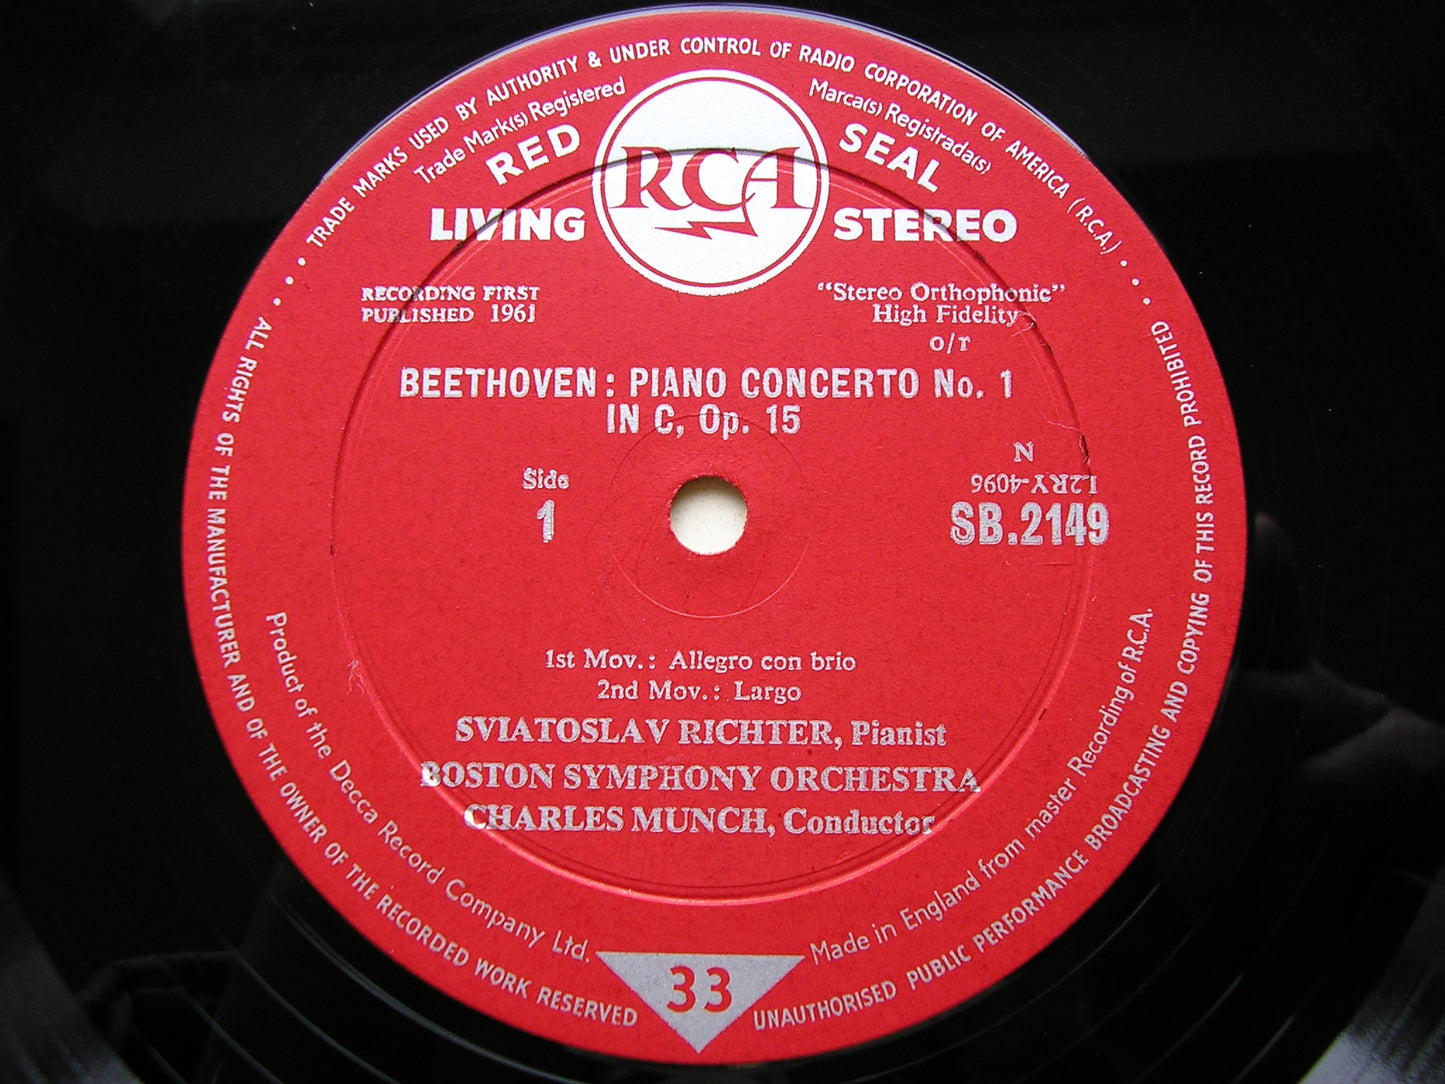 TRADE MARKS USED BY AUTHORITY & UNDER CONTROL OF RADIO CORPORATION OF AMERICA (R.C.A.)
Trade Mark(s) Registered
Marca(s) Registrada(s)
RED SEAL
RCA
LIVING STEREO
RECORDING FIRST
PUBLISHED 1961
"Stereo Orthophonic"
High Fidelity
O/T
BEETHOVEN : PIANO CONCERTO No. 1
IN C, Op. 15
Side
1
N
L2RY-4096
SB.2149
1st Mov.: Allegro con brio
2nd Mov.: Largo
SVIATOSLAV RICHTER, Pianist
BOSTON SYMPHONY ORCHESTRA
CHARLES MUNCH, Conductor
Product of the Decca Record Company Ltd.
Made in England from master Recording of R.C.A.
33
ALL RIGHTS OF THE MANUFACTURER AND OF THE OWNER OF THE RECORDED WORK RESERVED
UNAUTHORISED PUBLIC PERFORMANCE BROADCASTING AND COPYING OF THIS RECORD PROHIBITED